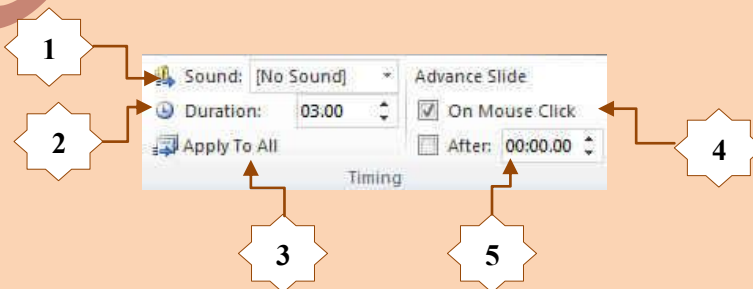 1
Sound: [No Sound] Advance Slide
2
Duration: 03.00 On Mouse Click
4
Apply To All After: 00:00.00
Timing
3
5